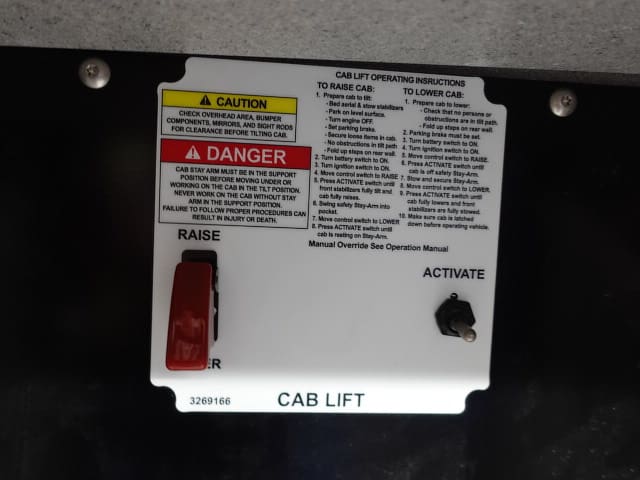 CAB LIFT OPERATING INSRUCTIONS
CAUTION
CHECK OVERHEAD AREA, BUMPER
COMPONENTS, MIRRORS, AND SIGHT RODS
FOR CLEARANCE BEFORE TILTING CAB.
DANGER
CAB STAY ARM MUST BE IN THE SUPPORT
POSITION BEFORE MOVING UNDER OR
WORKING ON THE CAB IN THE TILT POSITION.
NEVER WORK ON THE CAB WITHOUT STAY
ARM IN THE SUPPORT POSITION.
FAILURE TO FOLLOW PROPER PROCEDURES CAN
RESULT IN INJURY OR DEATH.
TO RAISE CAB:
1. Prepare cab to tilt:
- Bed aerial & stow stabilizers
- Park on level surface.
- Turn engine OFF.
- Set parking brake.
- Secure loose items in cab.
- No obstructions in tilt path
- Fold up steps on rear wall.
2. Turn battery switch to ON.
3. Turn ignition switch to ON.
4. Move control switch to RAISE
5. Press ACTIVATE switch until
front stabilizers fully tilt and
cab fully raises.
6. Swing safety Stay-Arm into
pocket.
7. Move control switch to LOWER
8. Press ACTIVATE switch until
cab is resting on Stay-Arm.
TO LOWER CAB:
1. Prepare cab to lower:
- Check that no persons or
obstructions are in tilt path.
- Fold up steps on rear wall.
2. Parking brake must be set.
3. Turn battery switch to ON.
4. Turn ignition switch to ON.
5. Move control switch to RAISE.
6. Press ACTIVATE switch until
cab is off safety Stay-Arm.
7. Stow and secure Stay-Arm.
8. Move control switch to LOWER.
9. Press ACTIVATE switch until
cab fully lowers and front
stabilizers are fully stowed.
10. Make sure cab is latched
down before operating vehicle.
Manual Override See Operation Manual
RAISE
ACTIVATE
ER
3269166
CAB LIFT